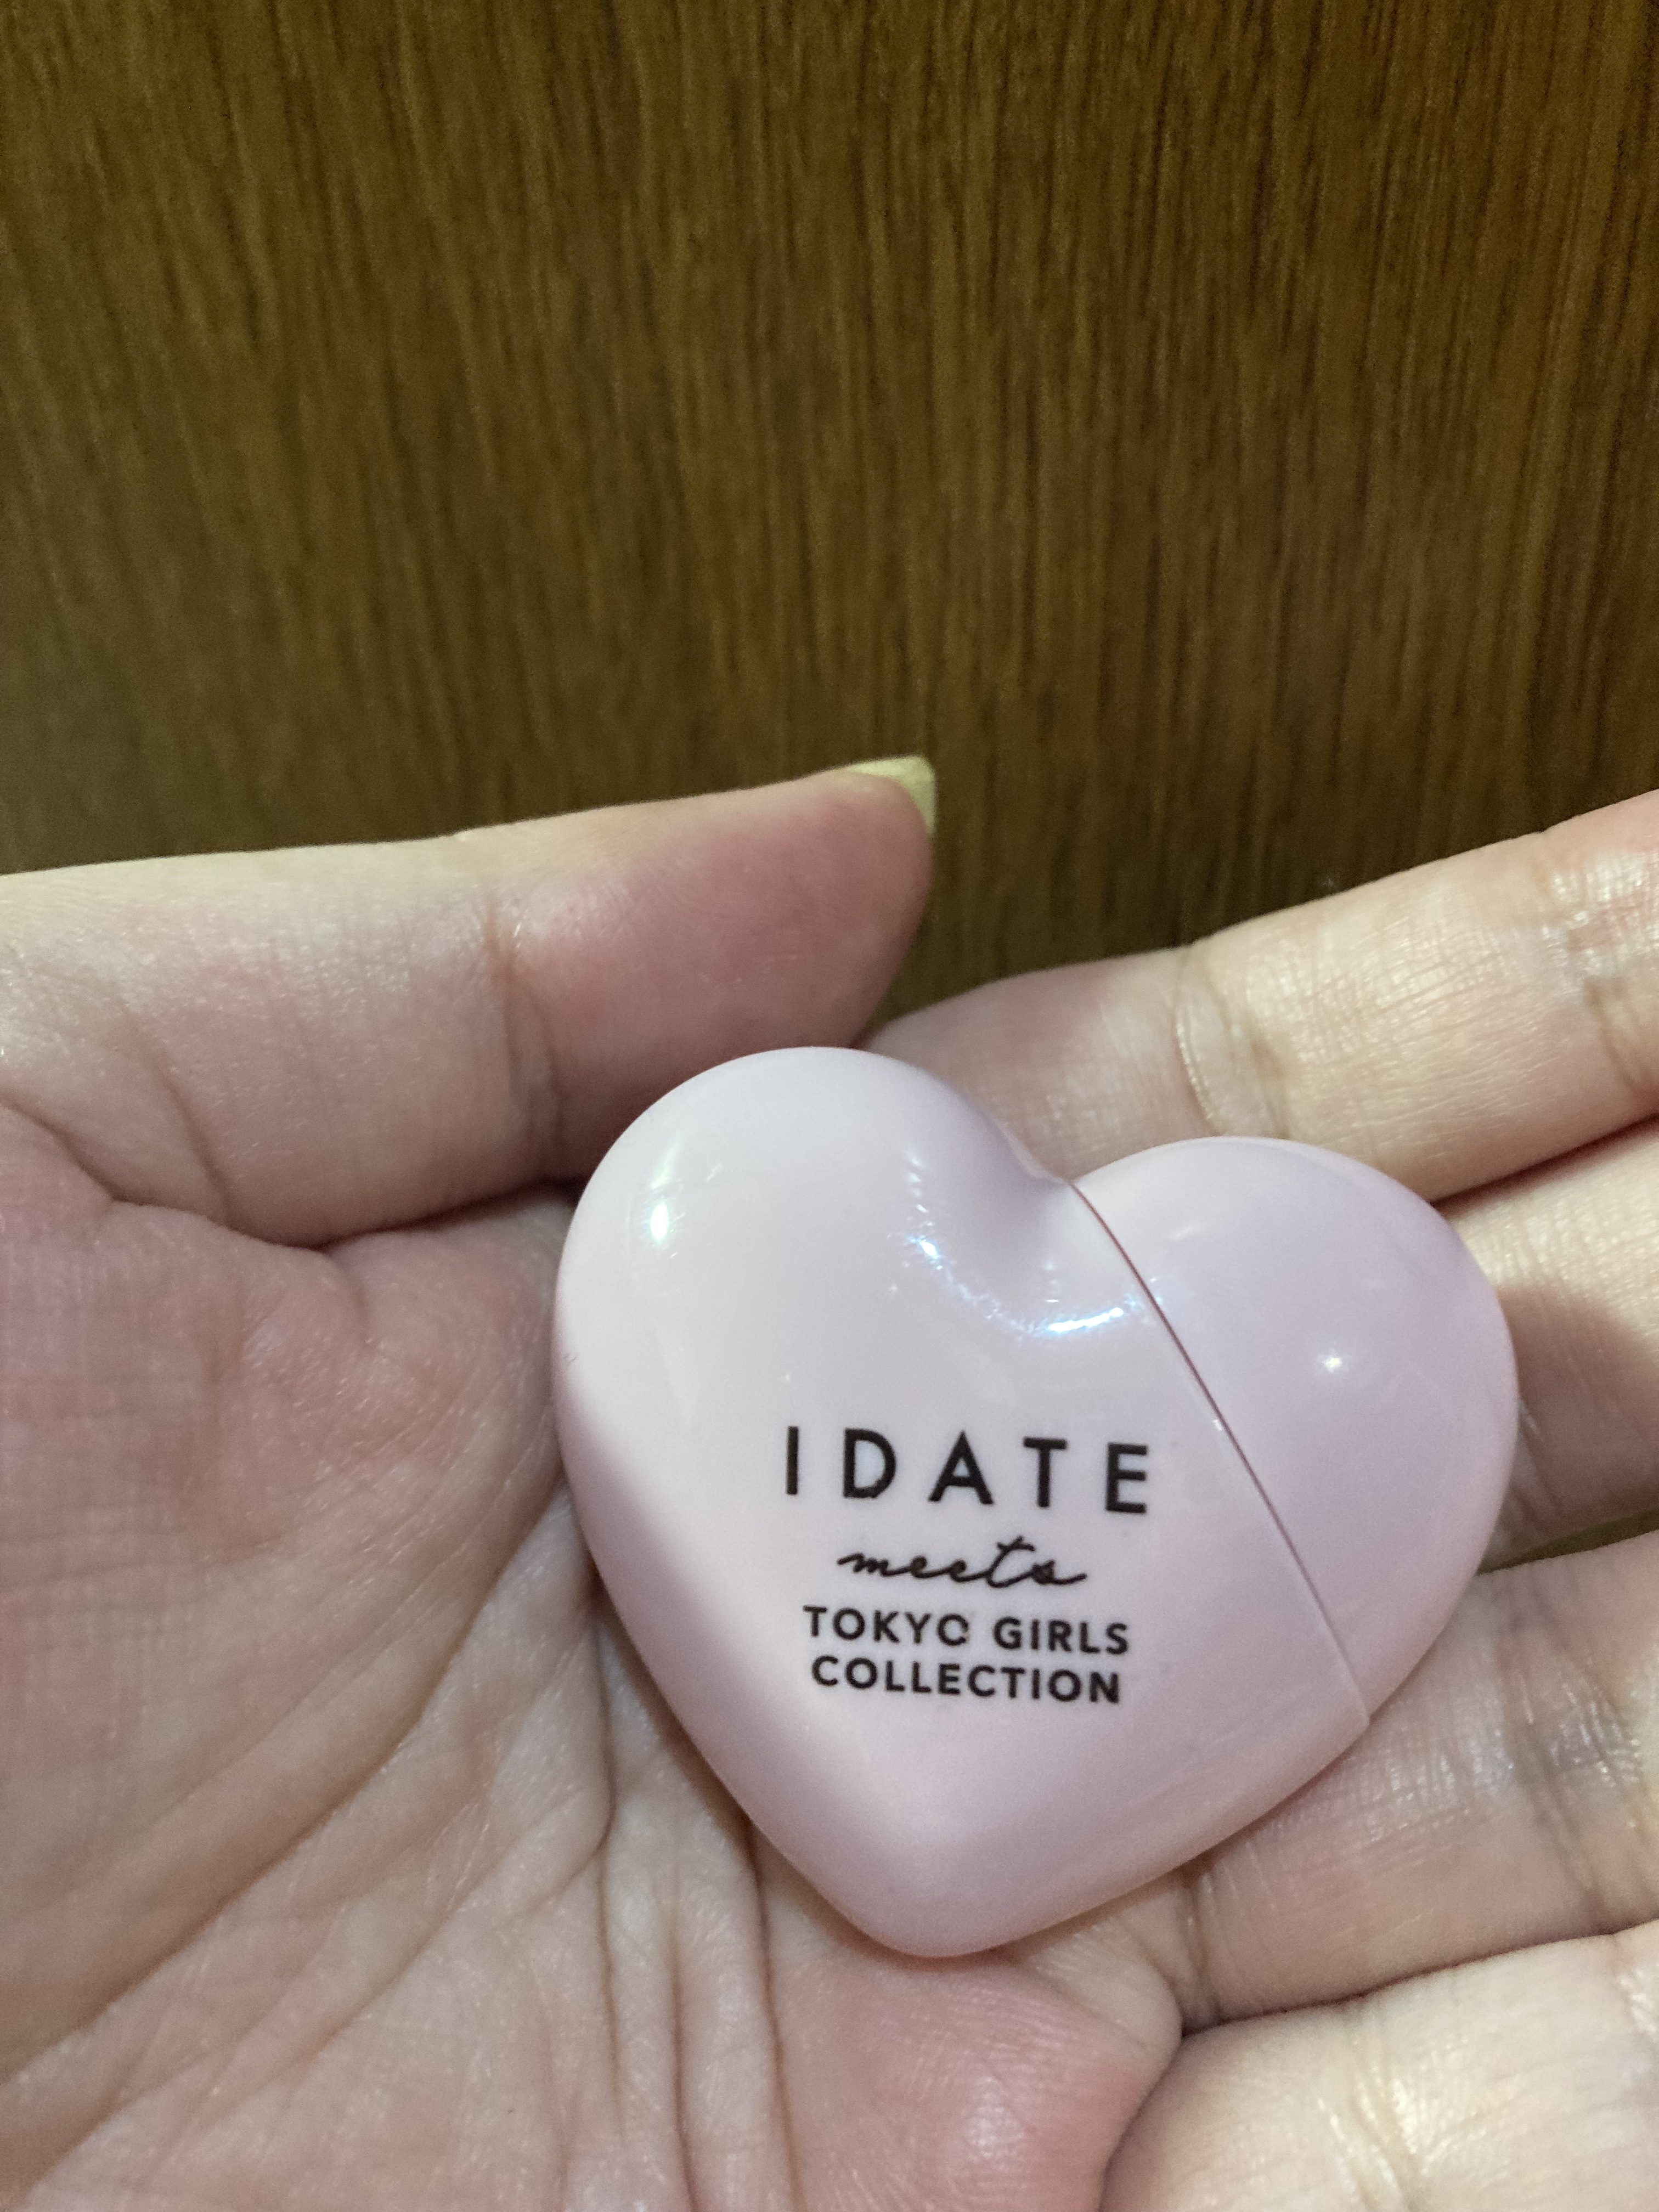 IDATE
meets
TOKYO GIRLS
COLLECTION